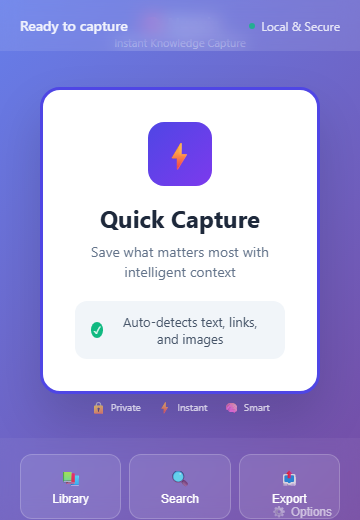 Ready to capture
Local & Secure
Instant Knowledge Capture
Quick Capture
Save what matters most with
intelligent context
Auto-detects text, links,
and images
Private
Instant
Smart
Library
Search
Export
Options